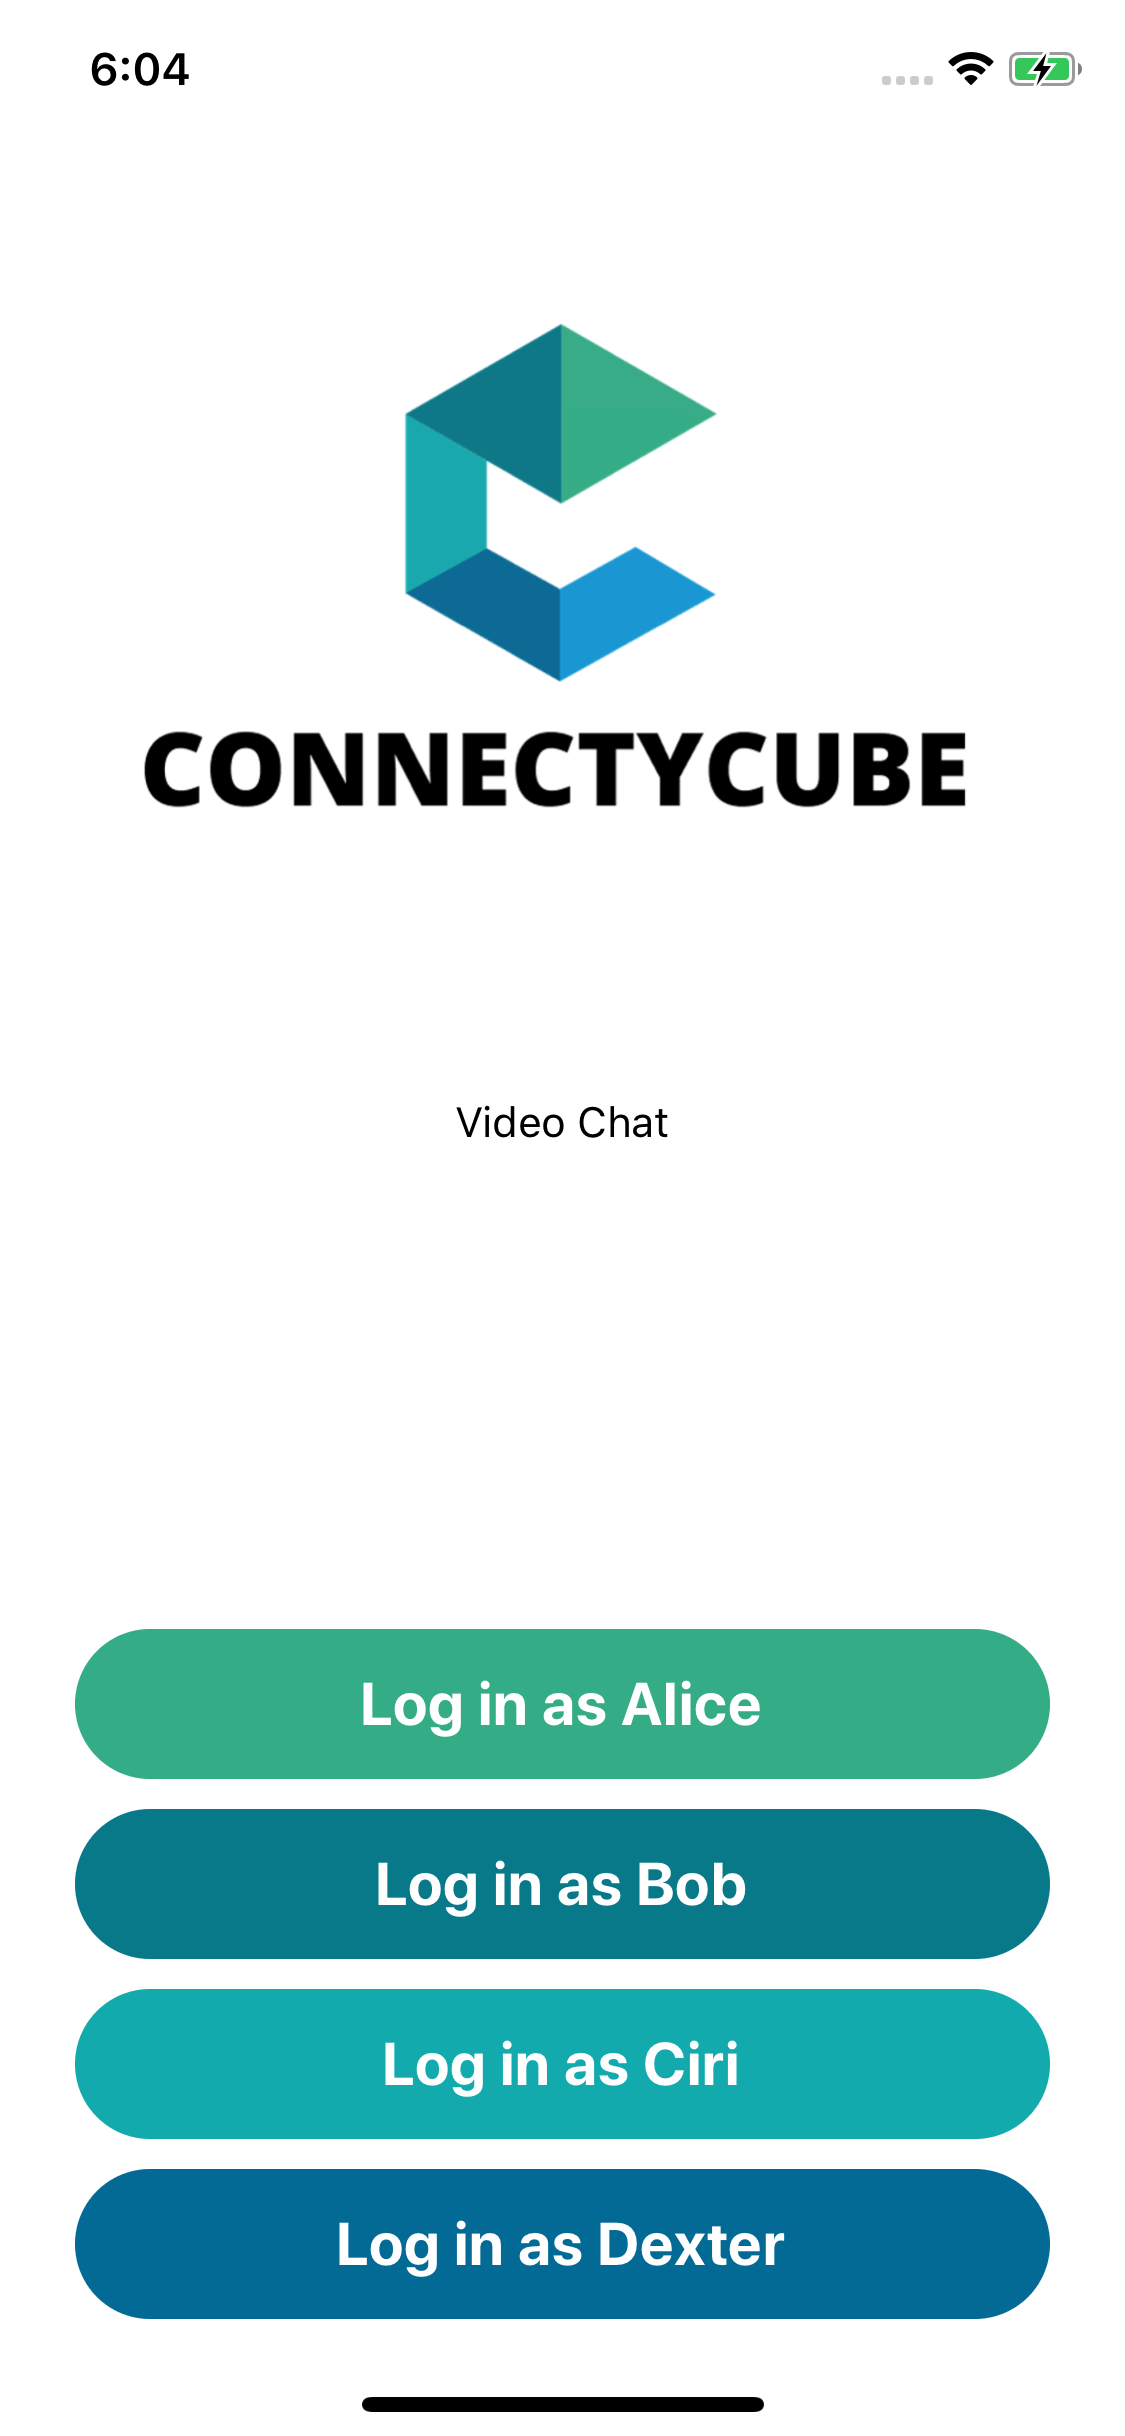 6:04
CONNECTYCUBE
Video Chat
Log in as Alice
Log in as Bob
Log in as Ciri
Log in as Dexter